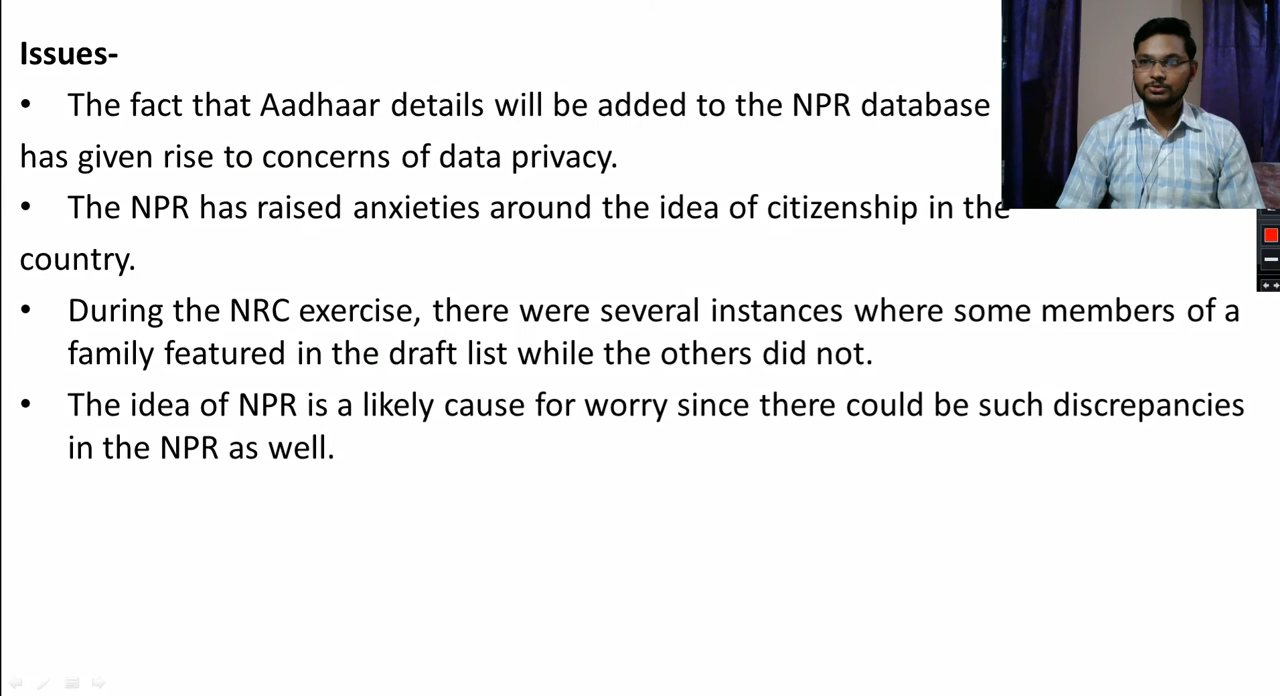 Issues-
• The fact that Aadhaar details will be added to the NPR database
has given rise to concerns of data privacy.
• The NPR has raised anxieties around the idea of citizenship in the
country.
• During the NRC exercise, there were several instances where some members of a
family featured in the draft list while the others did not.
• The idea of NPR is a likely cause for worry since there could be such discrepancies
in the NPR as well.